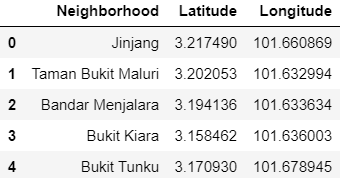 Neighborhood Latitude Longitude
0 Jinjang 3.217490 101.660869
1 Taman Bukit Maluri 3.202053 101.632994
2 Bandar Menjalara 3.194136 101.633634
3 Bukit Kiara 3.158462 101.636003
4 Bukit Tunku 3.170930 101.678945